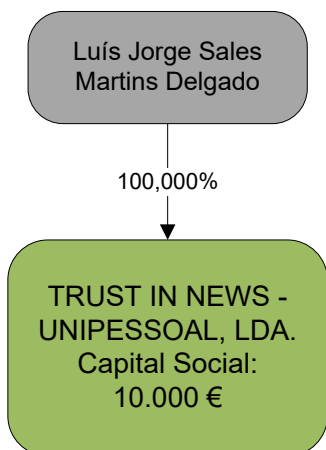 Luís Jorge Sales
Martins Delgado
100,000%
TRUST IN NEWS -
UNIPESSOAL, LDA.
Capital Social:
10.000 €